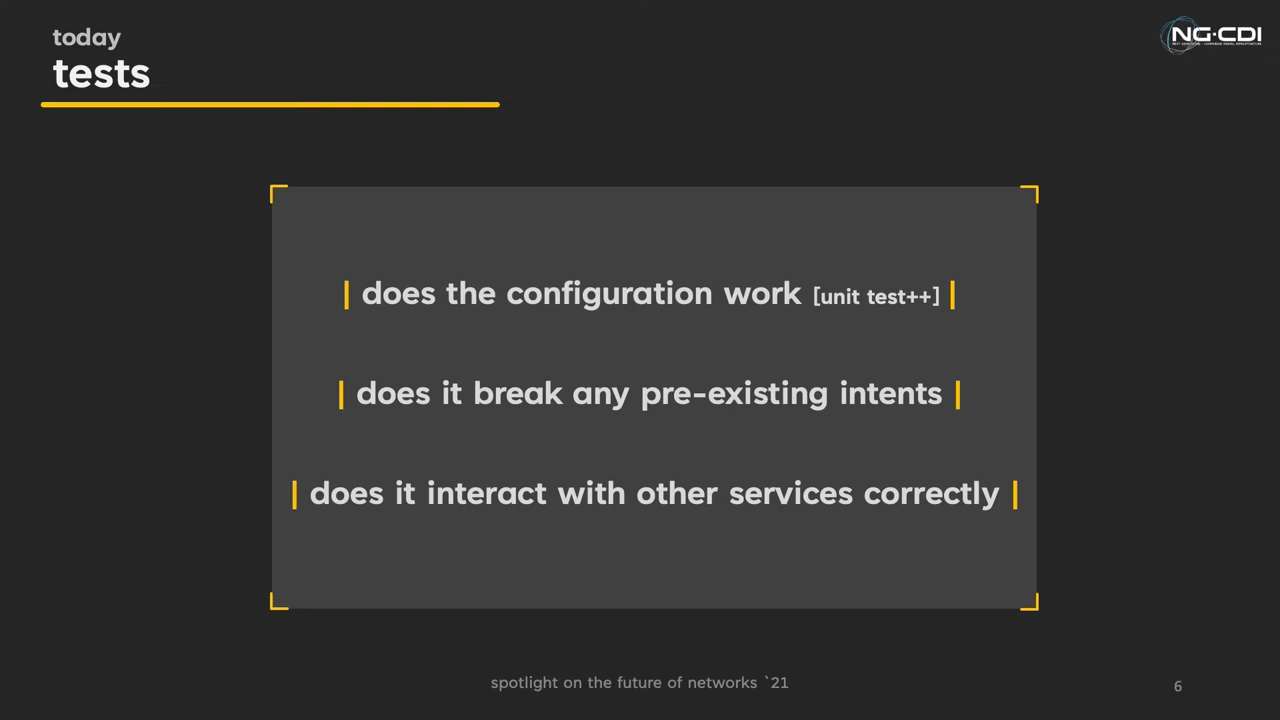 today
tests
NG-CDI
| does the configuration work [unit test++] |
| does it break any pre-existing intents |
| does it interact with other services correctly |
spotlight on the future of networks `21
6